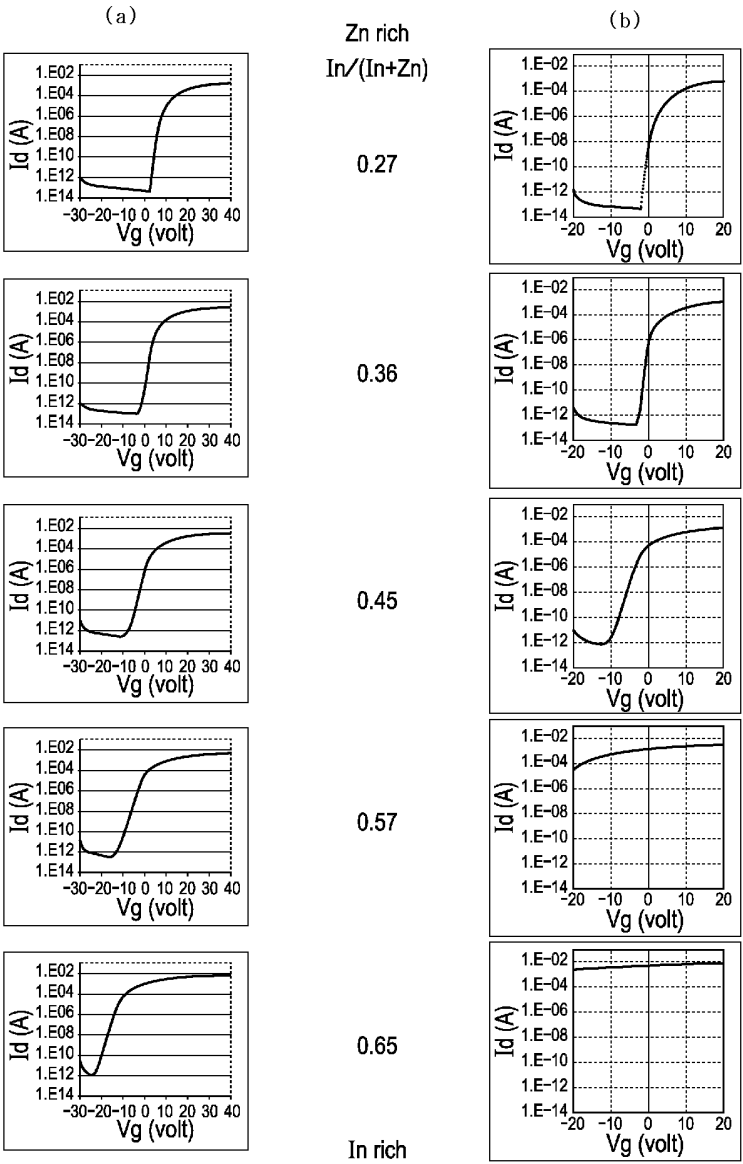 (a)
Zn rich
(b)
In/(In+Zn)
1.E02
1.E04
1.E06
1.E08
1.E10
1.E12
1.E14
Id (A)
-30 -20 -10 0 10 20 30 40
Vg (volt)
0.27
1.E-02
1.E-04
1.E-06
1.E-08
1.E-10
1.E-12
1.E-14
Id (A)
-20 -10 0 10 20
Vg (volt)
1.E02
1.E04
1.E06
1.E08
1.E10
1.E12
1.E14
Id (A)
-30 -20 -10 0 10 20 30 40
Vg (volt)
0.36
1.E-02
1.E-04
1.E-06
1.E-08
1.E-10
1.E-12
1.E-14
Id (A)
-20 -10 0 10 20
Vg (volt)
1.E02
1.E04
1.E06
1.E08
1.E10
1.E12
1.E14
Id (A)
-30 -20 -10 0 10 20 30 40
Vg (volt)
0.45
1.E-02
1.E-04
1.E-06
1.E-08
1.E-10
1.E-12
1.E-14
Id (A)
-20 -10 0 10 20
Vg (volt)
1.E02
1.E04
1.E06
1.E08
1.E10
1.E12
1.E14
Id (A)
-30 -20 -10 0 10 20 30 40
Vg (volt)
0.57
1.E-02
1.E-04
1.E-06
1.E-08
1.E-10
1.E-12
1.E-14
Id (A)
-20 -10 0 10 20
Vg (volt)
1.E02
1.E04
1.E06
1.E08
1.E10
1.E12
1.E14
Id (A)
-30 -20 -10 0 10 20 30 40
Vg (volt)
0.65
1.E-02
1.E-04
1.E-06
1.E-08
1.E-10
1.E-12
1.E-14
Id (A)
-20 -10 0 10 20
Vg (volt)
In rich